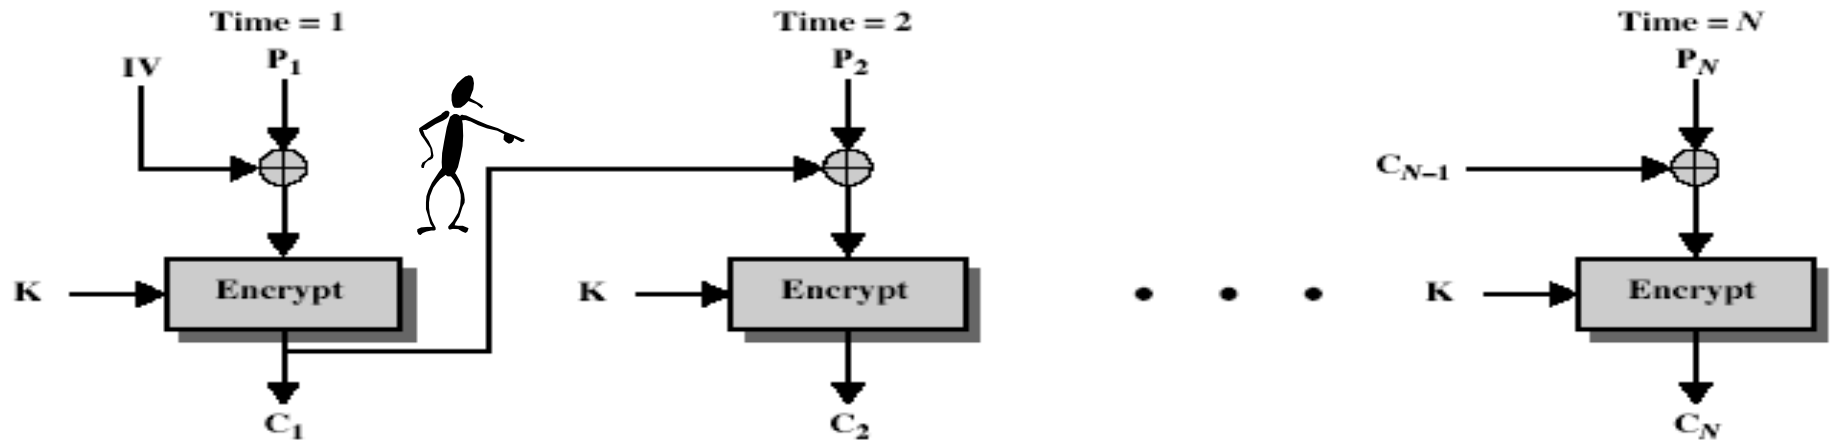 Time = 1 Time = 2 Time = N
IV P1 P2 PN
CN–1
K Encrypt K Encrypt K Encrypt
C1 C2 CN